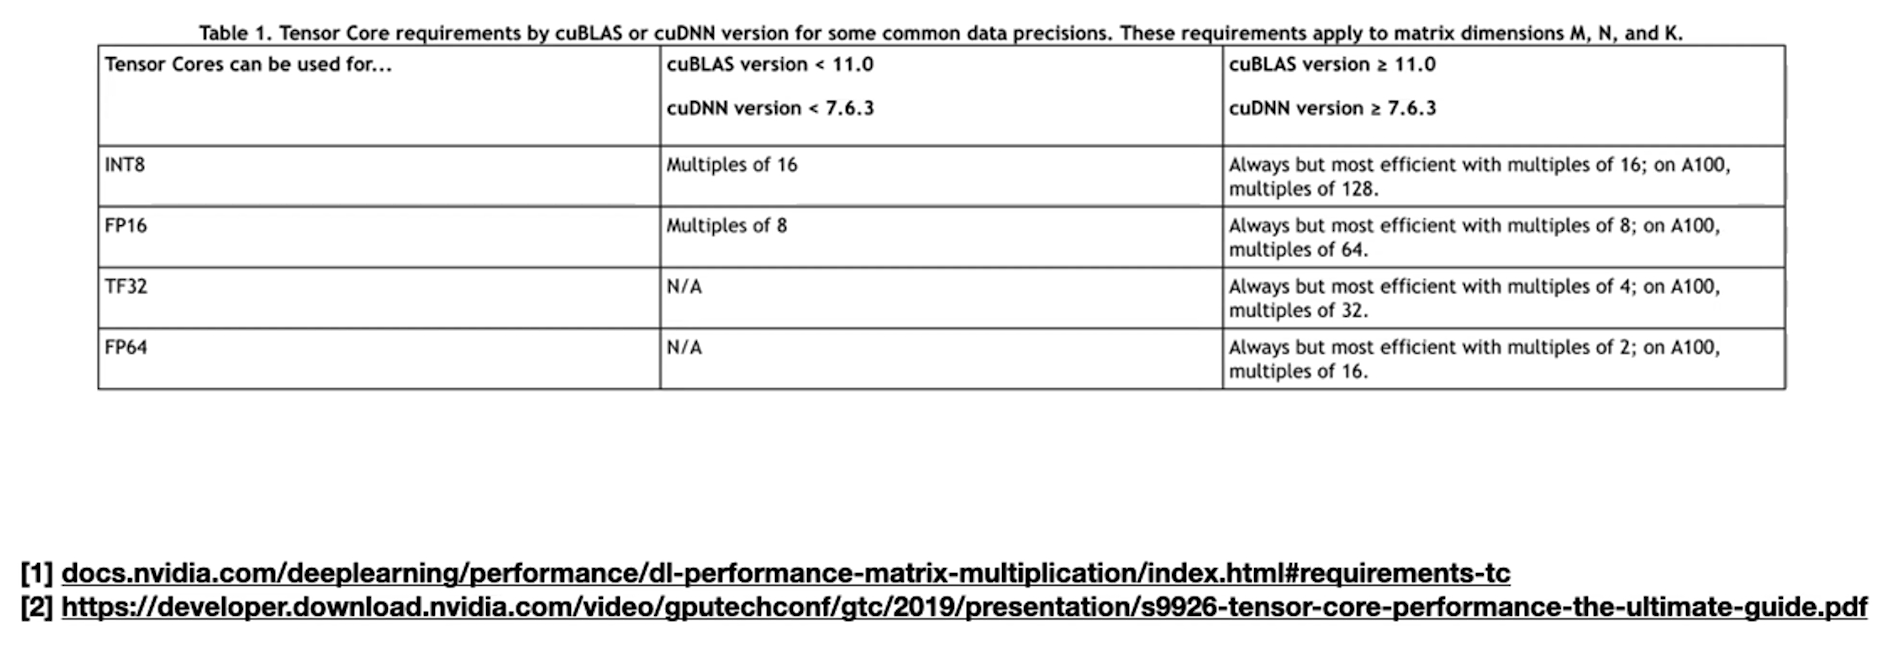 Table 1. Tensor Core requirements by cuBLAS or cuDNN version for some common data precisions. These requirements apply to matrix dimensions M, N, and K.
Tensor Cores can be used for...
cuBLAS version < 11.0
cuDNN version < 7.6.3
cuBLAS version ≥ 11.0
cuDNN version ≥ 7.6.3
INT8
Multiples of 16
Always but most efficient with multiples of 16; on A100,
multiples of 128.
FP16
Multiples of 8
Always but most efficient with multiples of 8; on A100,
multiples of 64.
TF32
N/A
Always but most efficient with multiples of 4; on A100,
multiples of 32.
FP64
N/A
Always but most efficient with multiples of 2; on A100,
multiples of 16.
[1] docs.nvidia.com/deeplearning/performance/dl-performance-matrix-multiplication/index.html#requirements-tc
[2] https://developer.download.nvidia.com/video/gputechconf/gtc/2019/presentation/s9926-tensor-core-performance-the-ultimate-guide.pdf